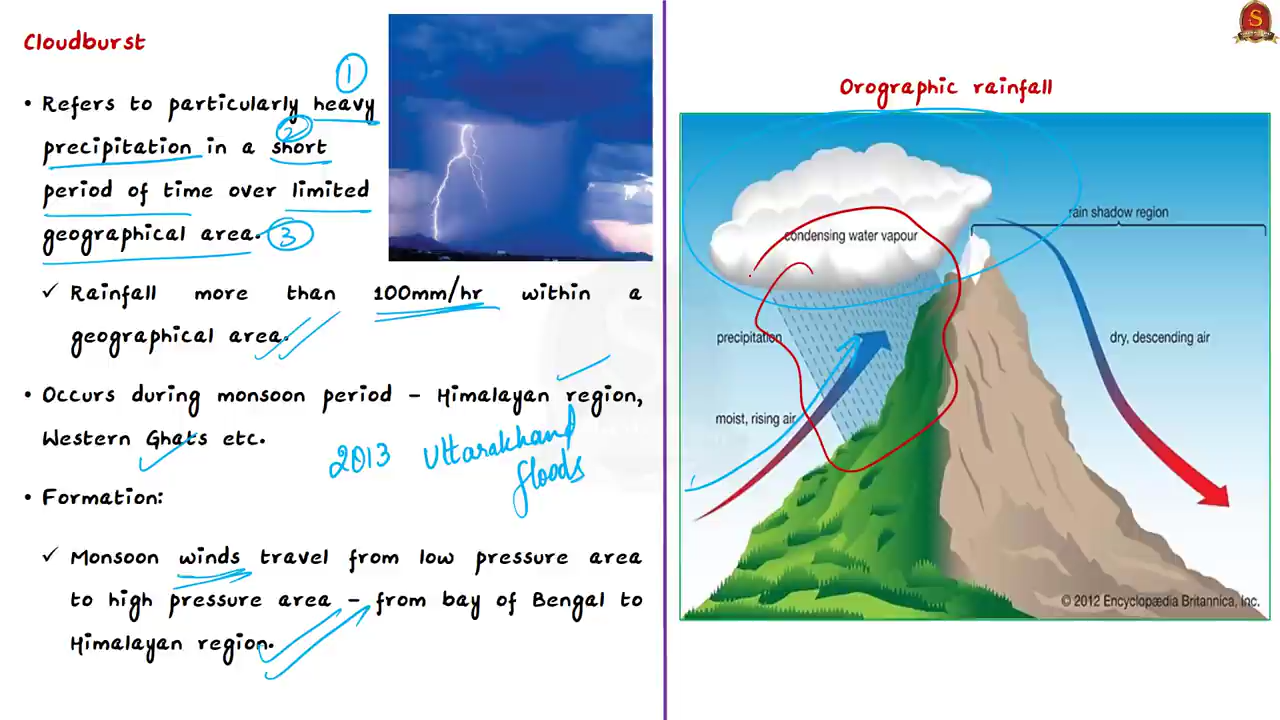 Cloudburst
1
• Refers to particularly heavy
2
precipitation in a short
period of time over limited
geographical area. 3
✓ Rainfall more than 100mm/hr within a
geographical area.
• Occurs during monsoon period – Himalayan region,
Western Ghats etc.
2013 Uttarakhand
floods
• Formation:
✓ Monsoon winds travel from low pressure area
to high pressure area – from bay of Bengal to
Himalayan region.
S
Orographic rainfall
rain shadow region
condensing water vapour
precipitation
dry, descending air
moist, rising air
© 2012 Encyclopædia Britannica, Inc.